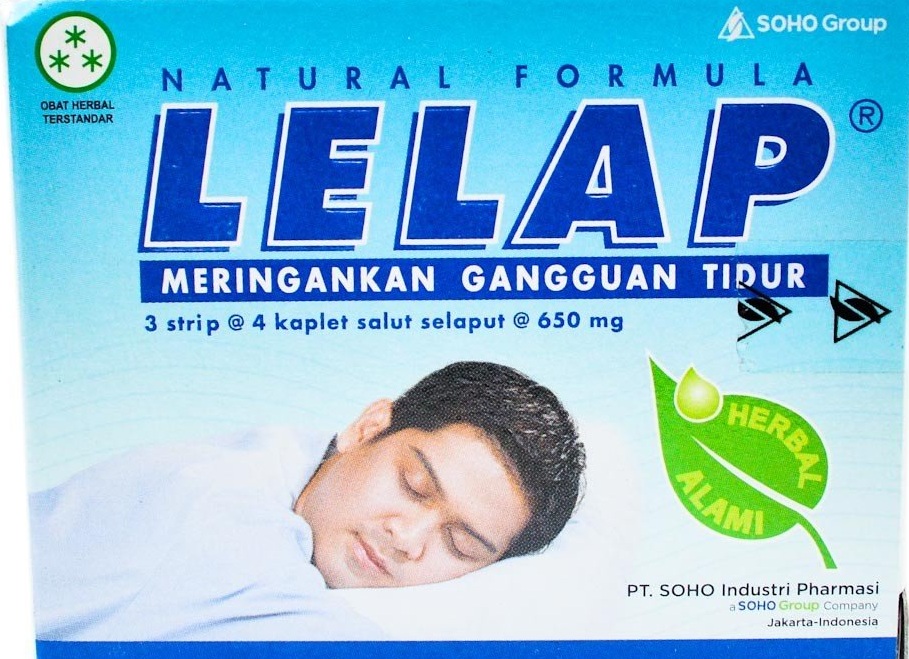 SOHO Group
OBAT HERBAL
TERSTANDAR
NATURAL FORMULA
LELAP®
MERINGANKAN GANGGUAN TIDUR
3 strip @ 4 kaplet salut selaput @ 650 mg
HERBAL
ALAMI
PT. SOHO Industri Pharmasi
a SOHO Group Company
Jakarta-Indonesia